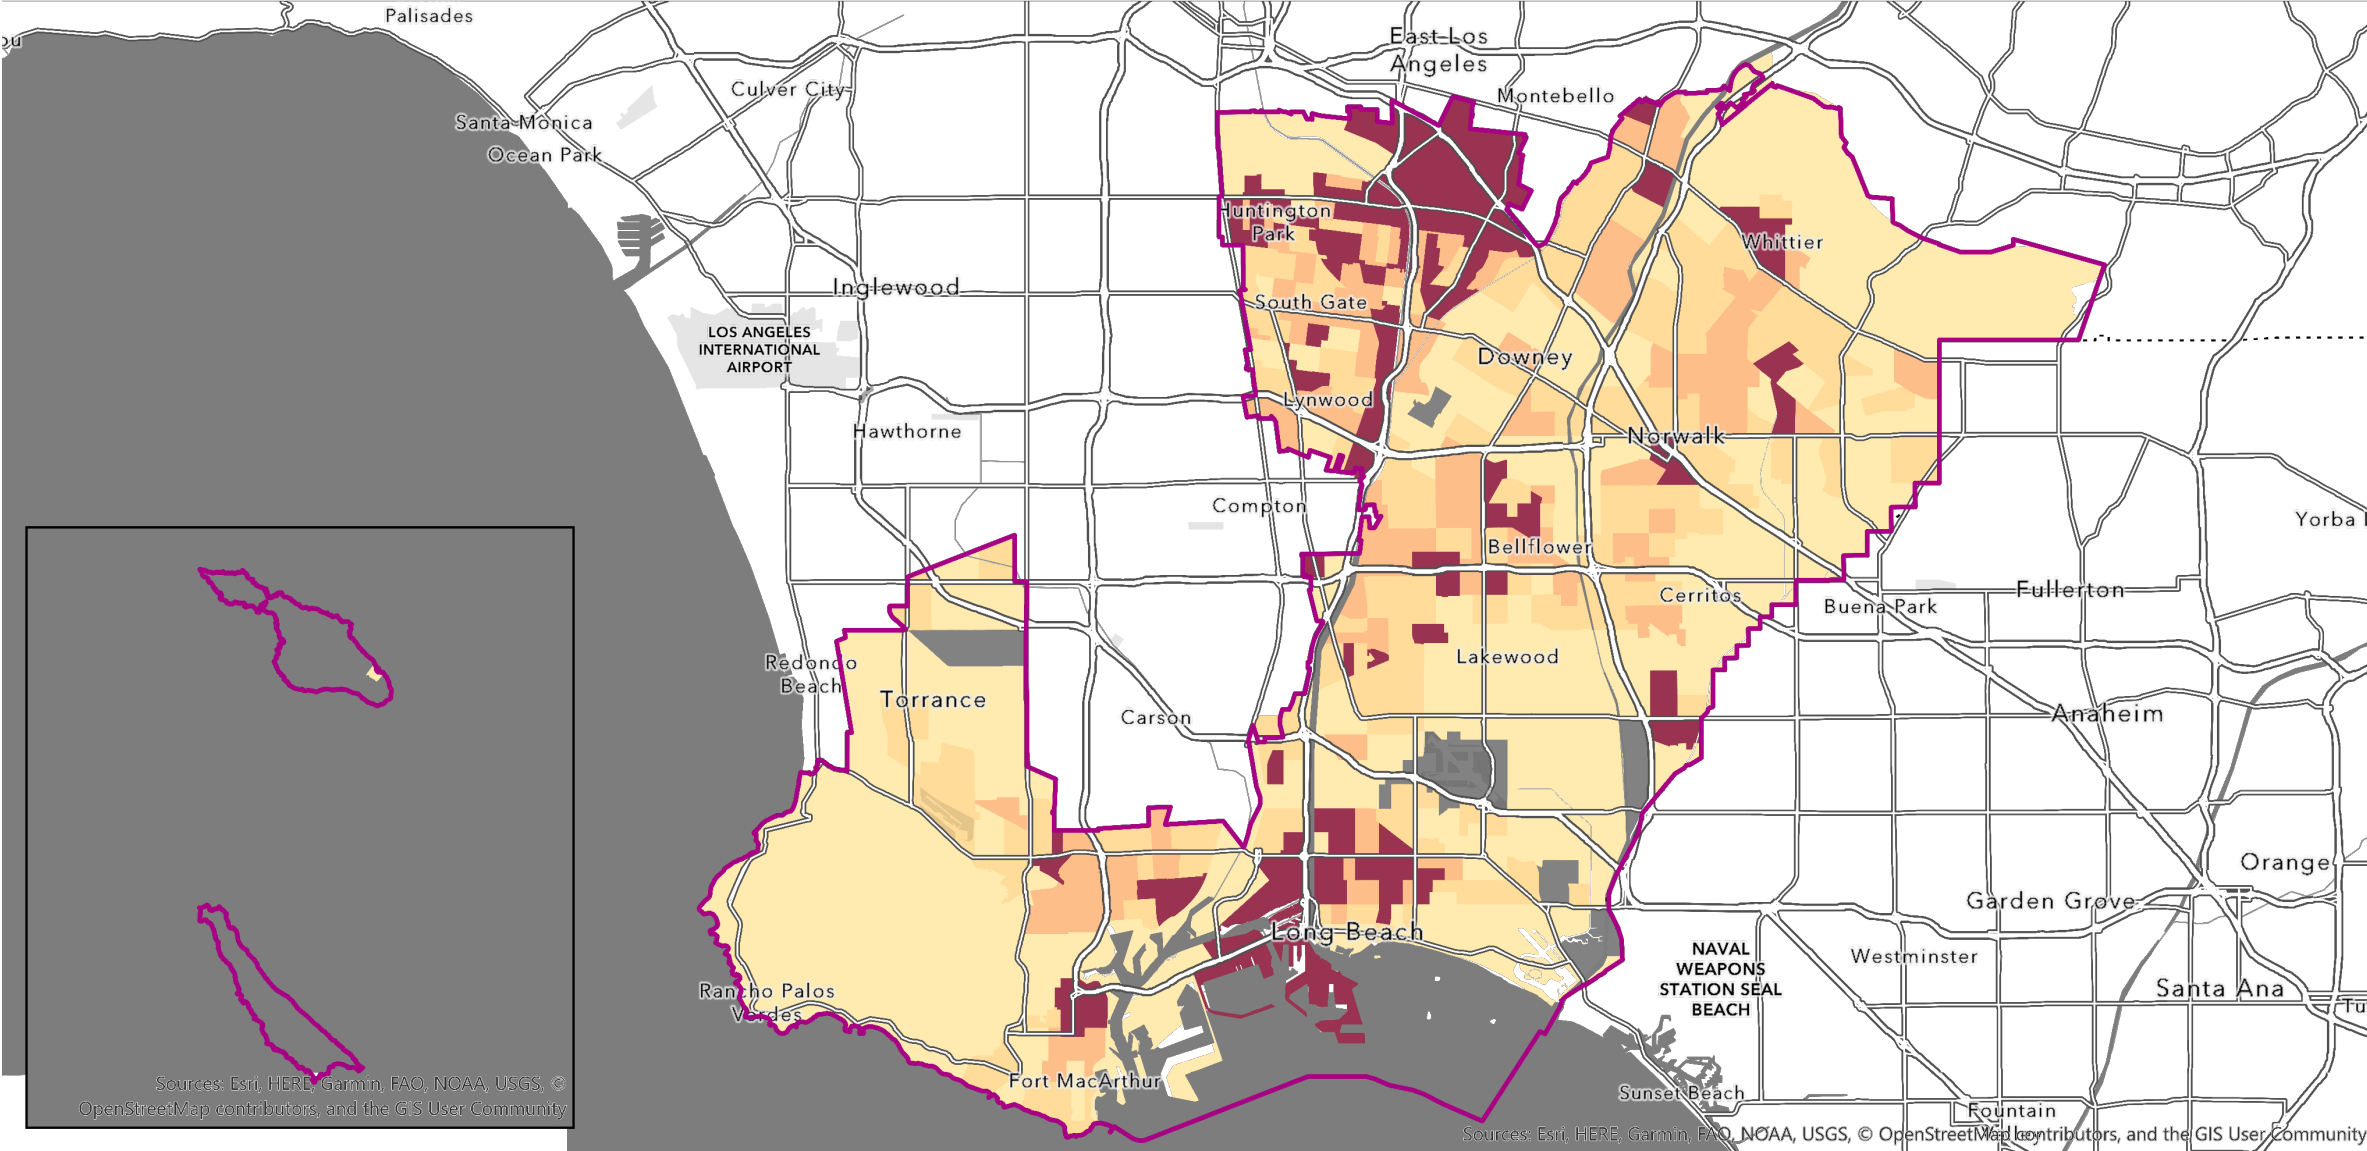 Palisades
East Los
Angeles
Culver City
Montebello
Santa Monica
Ocean Park
Huntington
Park
Whittier
Inglewood
South Gate
LOS ANGELES
INTERNATIONAL
AIRPORT
Downey
Lynwood
Hawthorne
Norwalk
Compton
Yorba
Bellflower
Fullerton
Cerritos
Buena Park
Redondo
Beach
Lakewood
Torrance
Carson
Anaheim
Orange
Garden Grove
Long Beach
NAVAL
WEAPONS
STATION SEAL
BEACH
Westminster
Santa Ana
Rancho Palos
Verdes
Tu
Fort MacArthur
Sunset Beach
Fountain
Sources: Esri, HERE, Garmin, FAO, NOAA, USGS, ©
OpenStreetMap contributors, and the GIS User Community
Sources: Esri, HERE, Garmin, FAO, NOAA, USGS, © OpenStreetMap contributors, and the GIS User Community